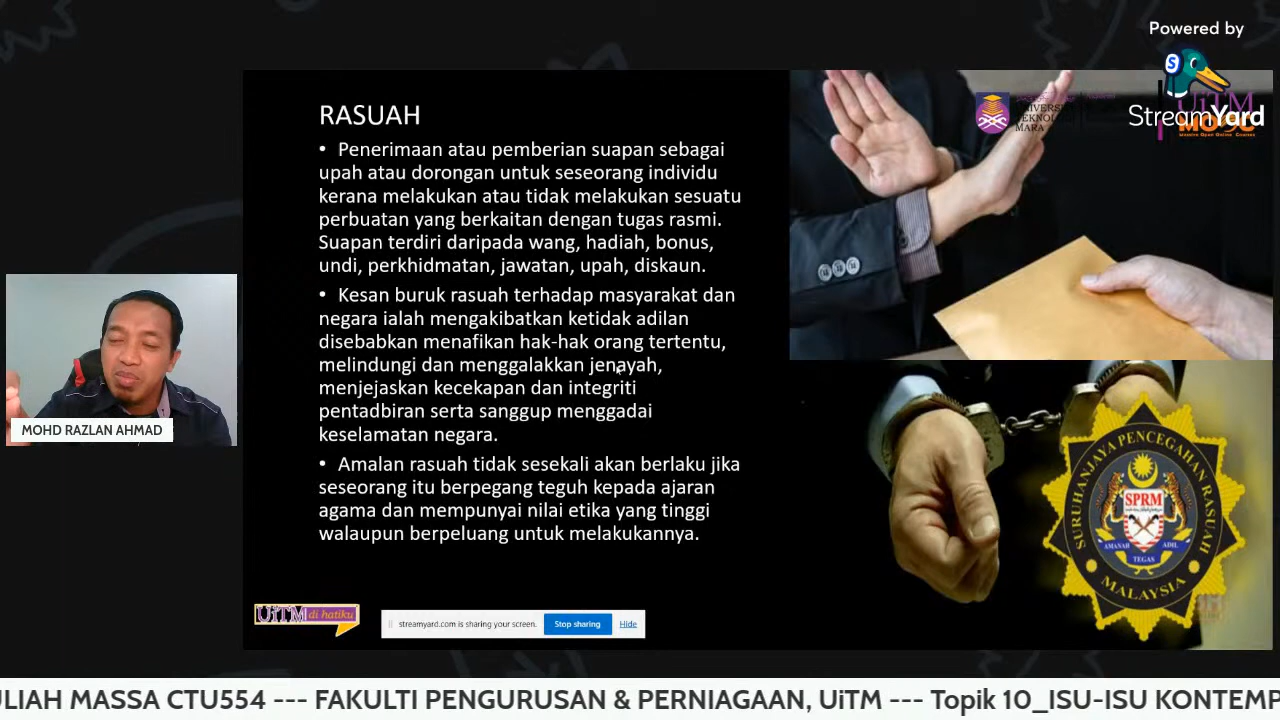 Powered by
StreamYard
UNIVERSITI
TEKNOLOGI
MARA
UiTM
RASUAH
• Penerimaan atau pemberian suapan sebagai
upah atau dorongan untuk seseorang individu
kerana melakukan atau tidak melakukan sesuatu
perbuatan yang berkaitan dengan tugas rasmi.
Suapan terdiri daripada wang, hadiah, bonus,
undi, perkhidmatan, jawatan, upah, diskaun.
• Kesan buruk rasuah terhadap masyarakat dan
negara ialah mengakibatkan ketidak adilan
disebabkan menafikan hak-hak orang tertentu,
melindungi dan menggalakkan jenayah,
menjejaskan kecekapan dan integriti
pentadbiran serta sanggup menggadai
keselamatan negara.
• Amalan rasuah tidak sesekali akan berlaku jika
seseorang itu berpegang teguh kepada ajaran
agama dan mempunyai nilai etika yang tinggi
walaupun berpeluang untuk melakukannya.
MOHD RAZLAN AHMAD
SURUHANJAYA PENCEGAHAN RASUAH
SPRM
AMANAH ADIL
TEGAS
MALAYSIA
UiTM di hatiku
streamyard.com is sharing your screen. Stop sharing Hide
ULIAH MASSA CTU554 --- FAKULTI PENGURUSAN & PERNIAGAAN, UiTM --- Topik 10_ISU-ISU KONTEMP